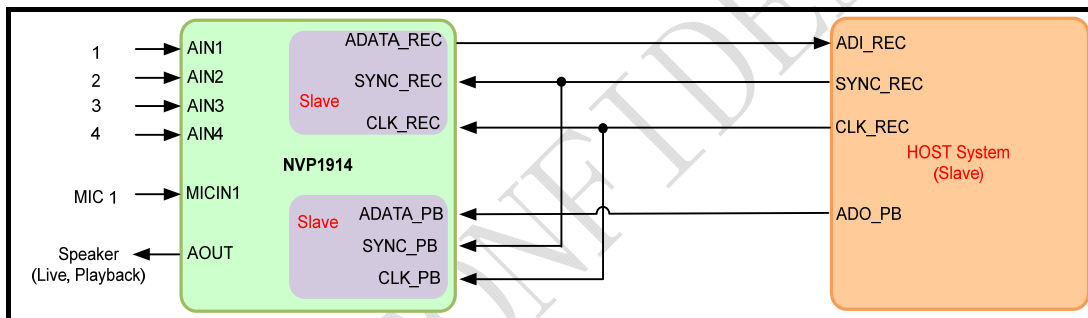 1
2
3
4
MIC 1
Speaker
(Live, Playback)
AIN1
AIN2
AIN3
AIN4
MICIN1
AOUT
NVP1914
ADATA_REC
SYNC_REC
Slave
CLK_REC
ADATA_PB
Slave
SYNC_PB
CLK_PB
ADI_REC
SYNC_REC
CLK_REC
HOST System
(Slave)
ADO_PB